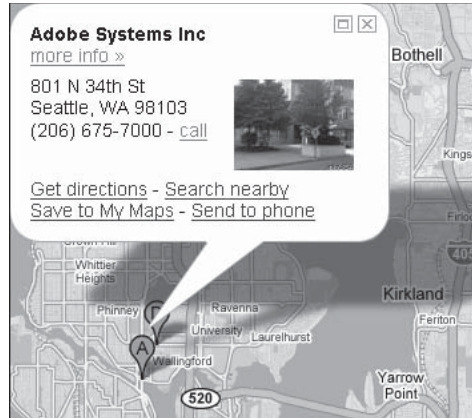 Adobe Systems Inc
more info »
801 N 34th St
Seattle, WA 98103
(206) 675-7000 - call
Get directions - Search nearby
Save to My Maps - Send to phone
Bothell
Kings
405
Kirkland
Feriton
Whittier
Heights
Phinney
Ravenna
University
Laurelhurst
A
Wallingford
520
Yarrow
Point